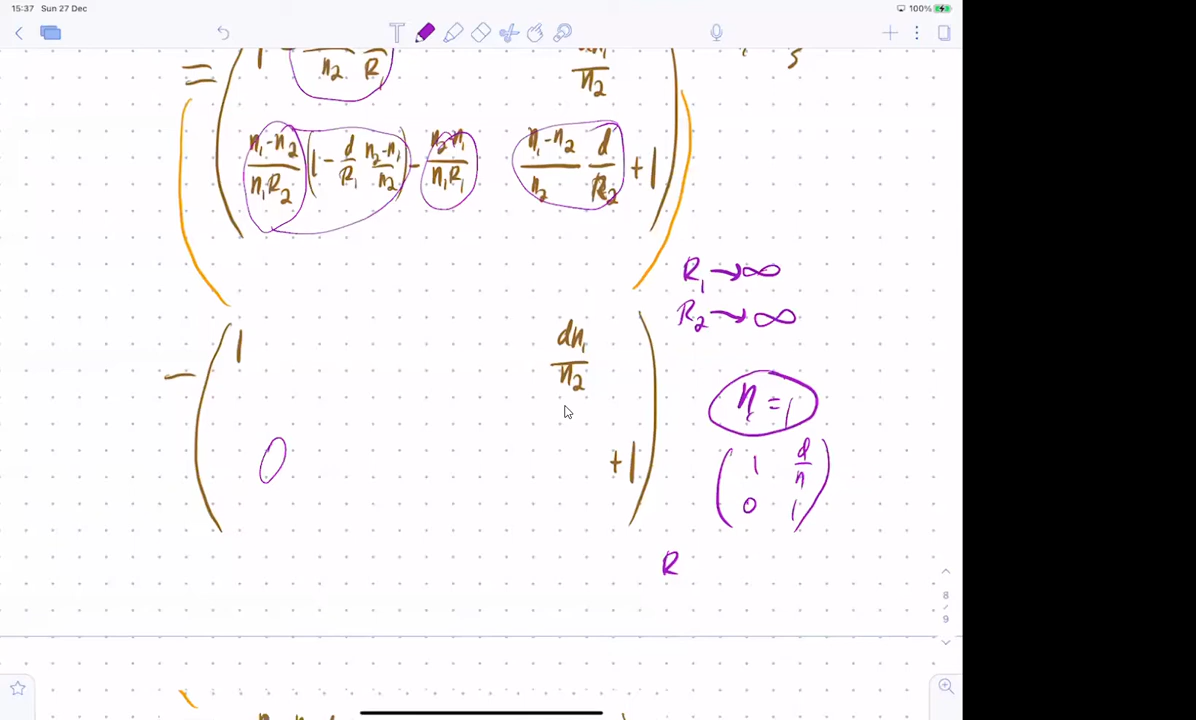 15:37 Sun 27 Dec
100%
T
=
1 - n₂ R₁
dn₁/n₂
(n₁-n₂)/(n₁R₂) (1 - d/R₁ (n₂-n₁)/n₂) - (n₂-n₁)/(n₁R₁)
(n₁-n₂)/n₂ d/R₂ + 1
R₁ → ∞
R₂ → ∞
- ( 1 dn₁/n₂
0 +1 )
n₁ = 1
( 1 d/n
0 1 )
R
8
/
9